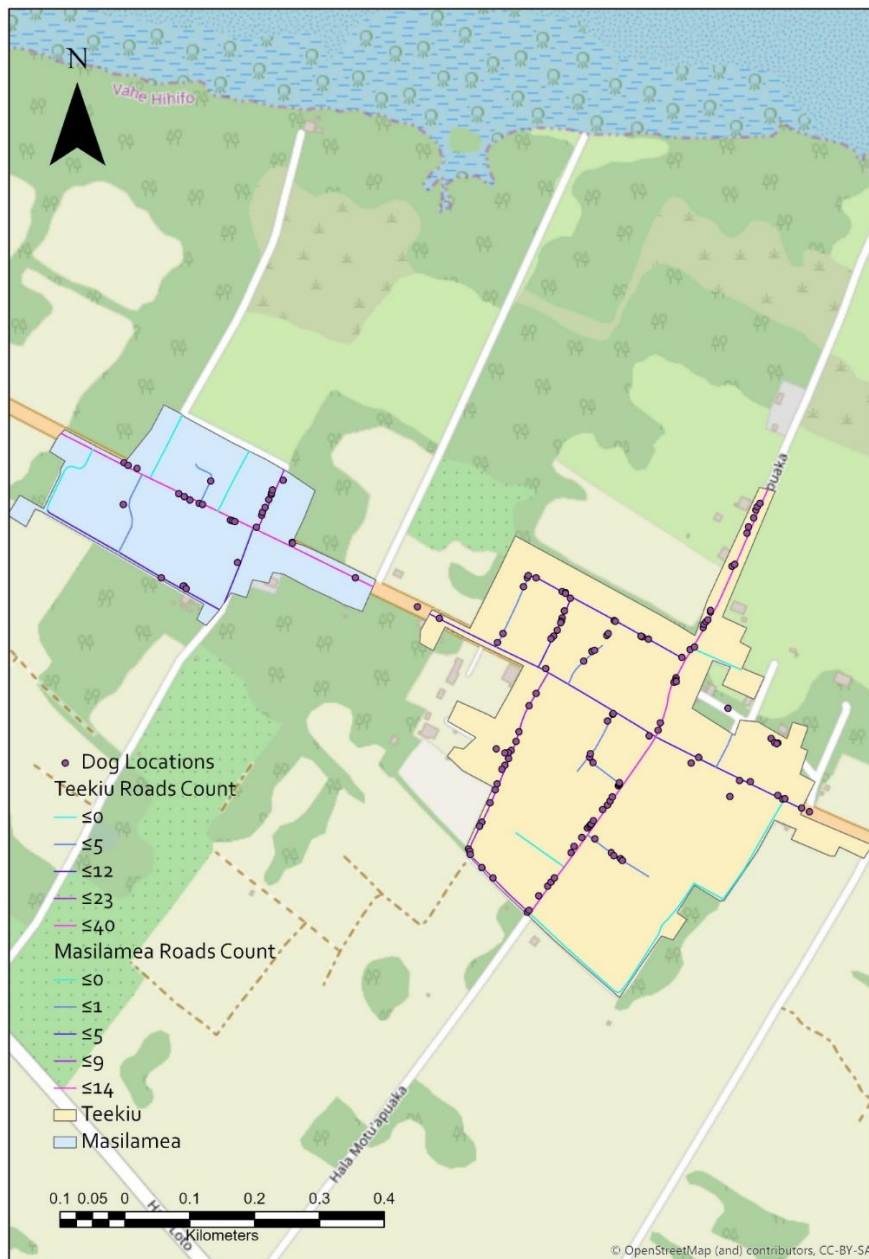 N
Vahe Hihifo
puaka
Dog Locations
Teekiu Roads Count
≤0
≤5
≤12
≤23
≤40
Masilamea Roads Count
≤0
≤1
≤5
≤9
≤14
Teekiu
Masilamea
Hala Motu'apuaka
0.1 0.05 0 0.1 0.2 0.3 0.4
Kilometers
Loto
© OpenStreetMap (and) contributors, CC-BY-SA